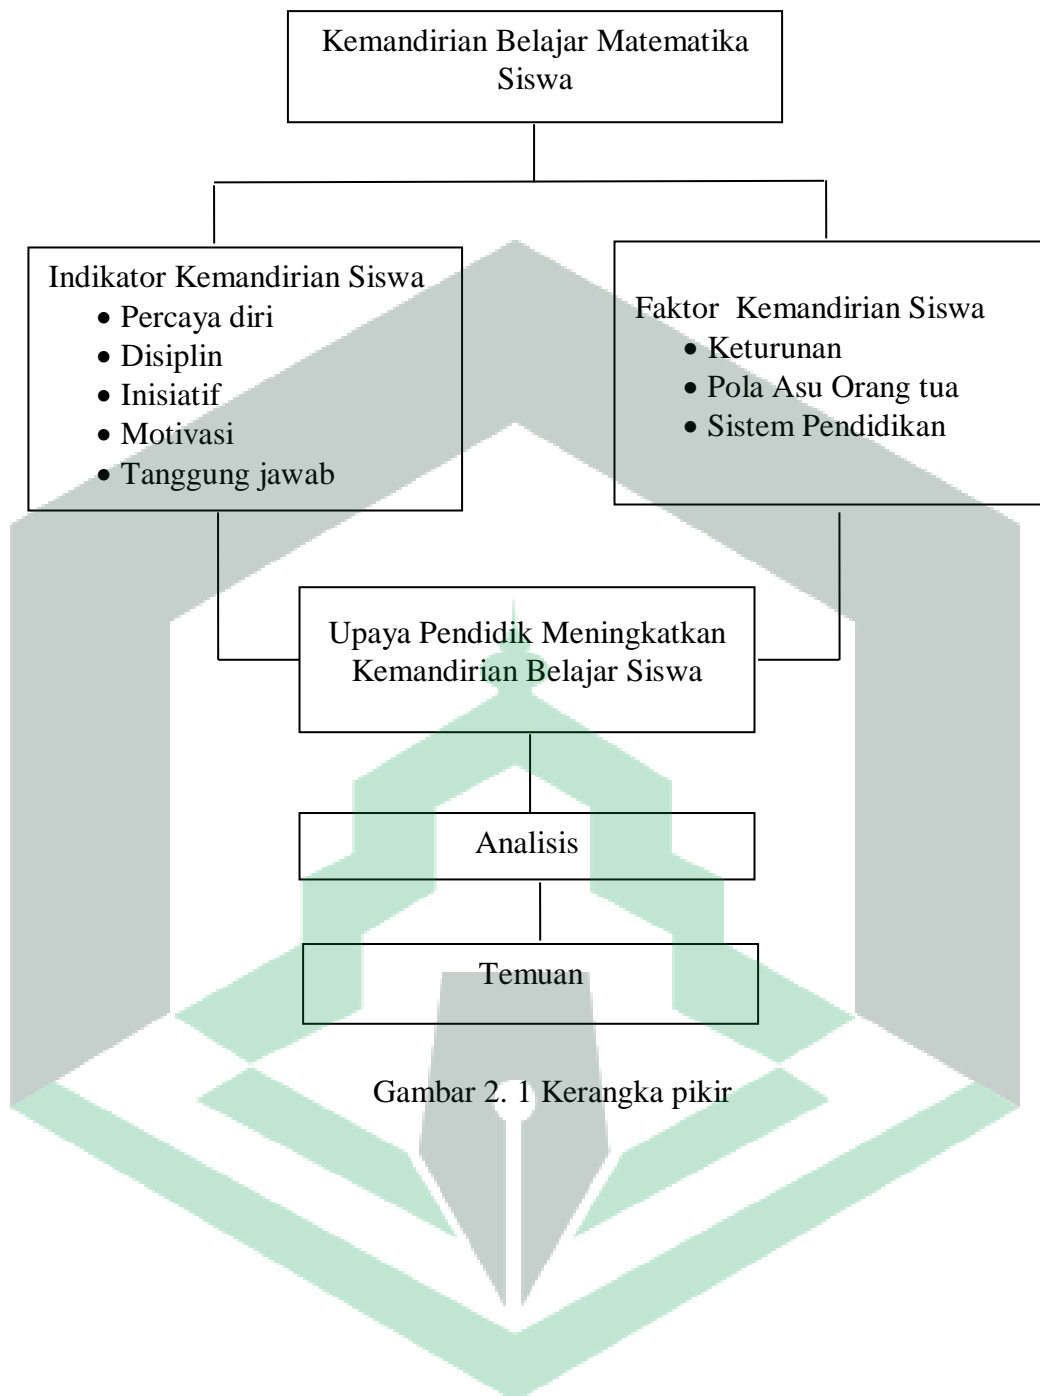 Kemandirian Belajar Matematika
Siswa
Indikator Kemandirian Siswa
• Percaya diri
• Disiplin
• Inisiatif
• Motivasi
• Tanggung jawab
Faktor  Kemandirian Siswa
• Keturunan
• Pola Asu Orang tua
• Sistem Pendidikan
Upaya Pendidik Meningkatkan
Kemandirian Belajar Siswa
Analisis
Temuan
Gambar 2. 1 Kerangka pikir